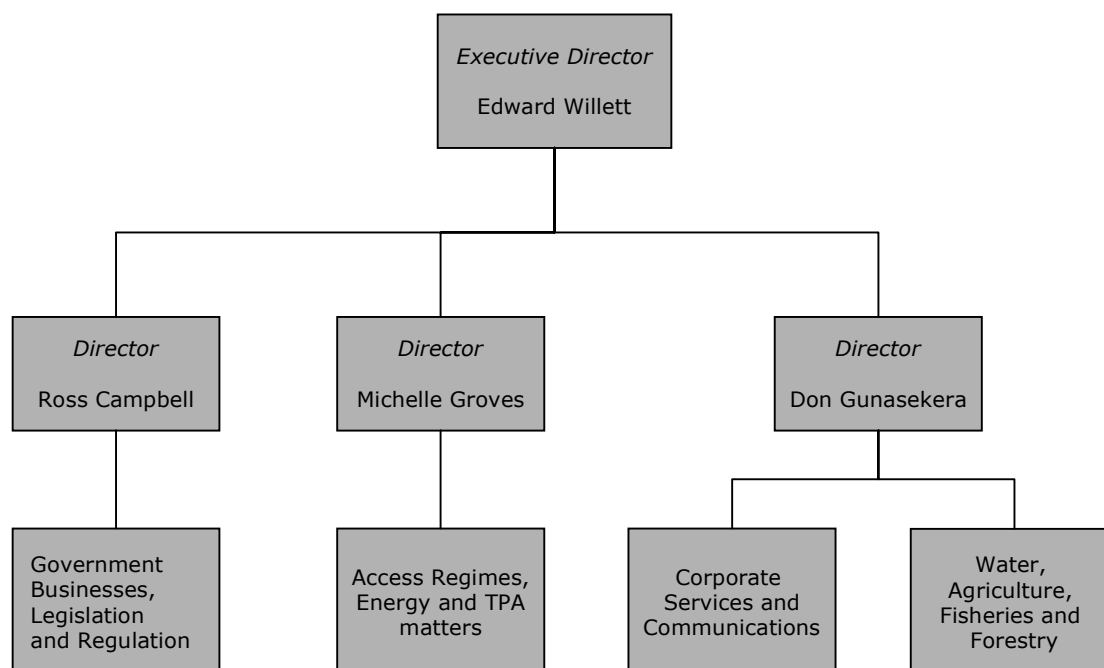 Executive Director
Edward Willett
Director
Ross Campbell
Director
Michelle Groves
Director
Don Gunasekera
Government
Businesses,
Legislation
and Regulation
Access Regimes,
Energy and TPA
matters
Corporate
Services and
Communications
Water,
Agriculture,
Fisheries and
Forestry